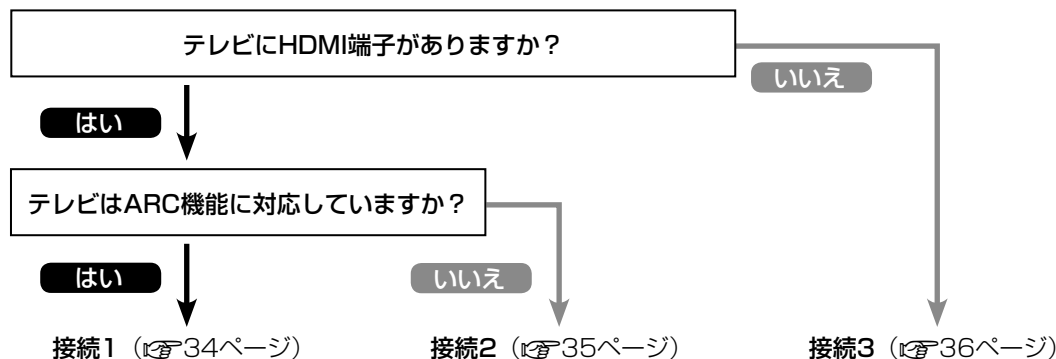 テレビにHDMI端子がありますか？
いいえ
はい
テレビはARC機能に対応していますか？
はい
いいえ
接続1（☞34ページ）
接続2（☞35ページ）
接続3（☞36ページ）